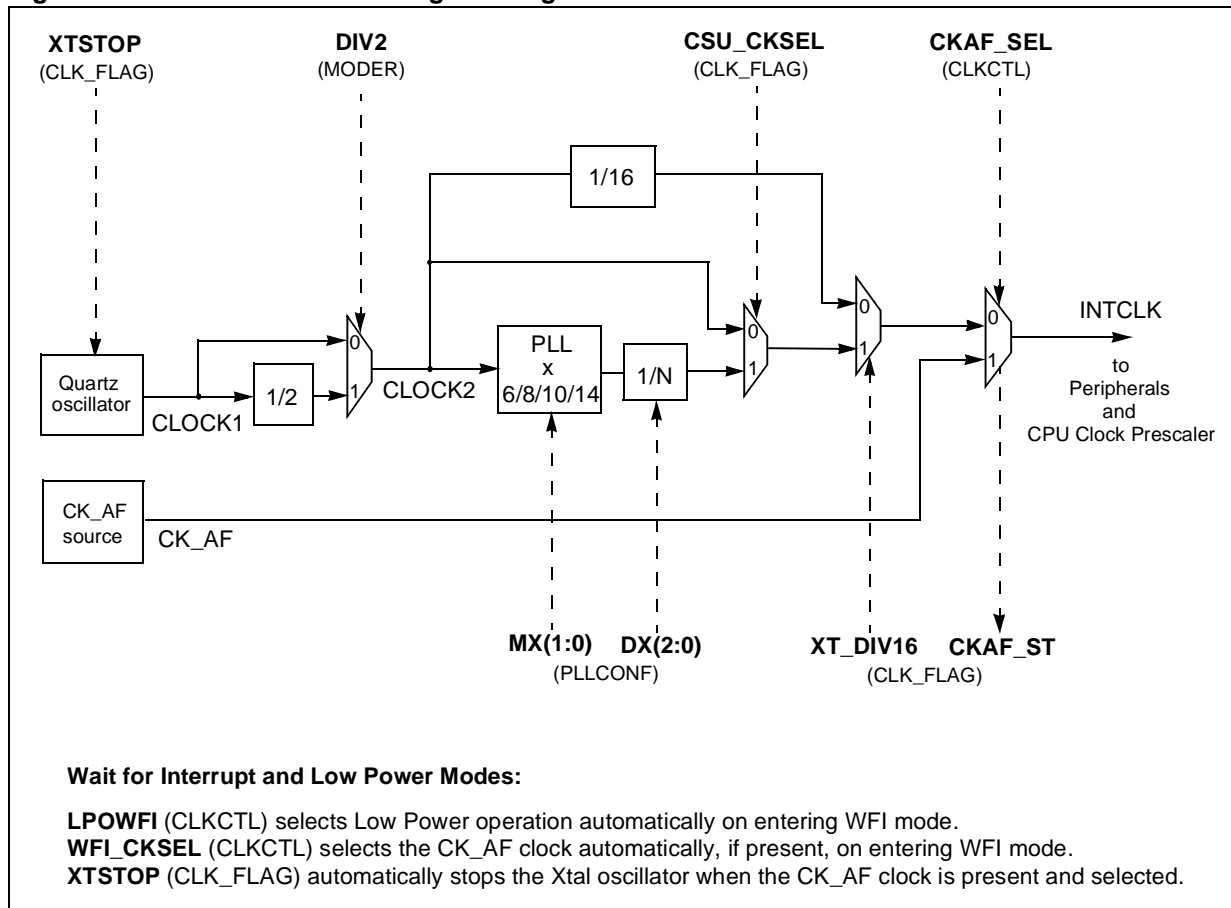 XTSTOP
(CLK_FLAG)
DIV2
(MODER)
CSU_CKSEL
(CLK_FLAG)
CKAF_SEL
(CLKCTL)
1/16
0
1
Quartz
oscillator
CLOCK1
1/2
0
1
CLOCK2
PLL
x
6/8/10/14
1/N
0
1
0
1
INTCLK
to
Peripherals
and
CPU Clock Prescaler
CK_AF
source
CK_AF
MX(1:0)
DX(2:0)
(PLLCONF)
XT_DIV16
CKAF_ST
(CLK_FLAG)
Wait for Interrupt and Low Power Modes:
LPOWFI (CLKCTL) selects Low Power operation automatically on entering WFI mode.
WFI_CKSEL (CLKCTL) selects the CK_AF clock automatically, if present, on entering WFI mode.
XTSTOP (CLK_FLAG) automatically stops the Xtal oscillator when the CK_AF clock is present and selected.